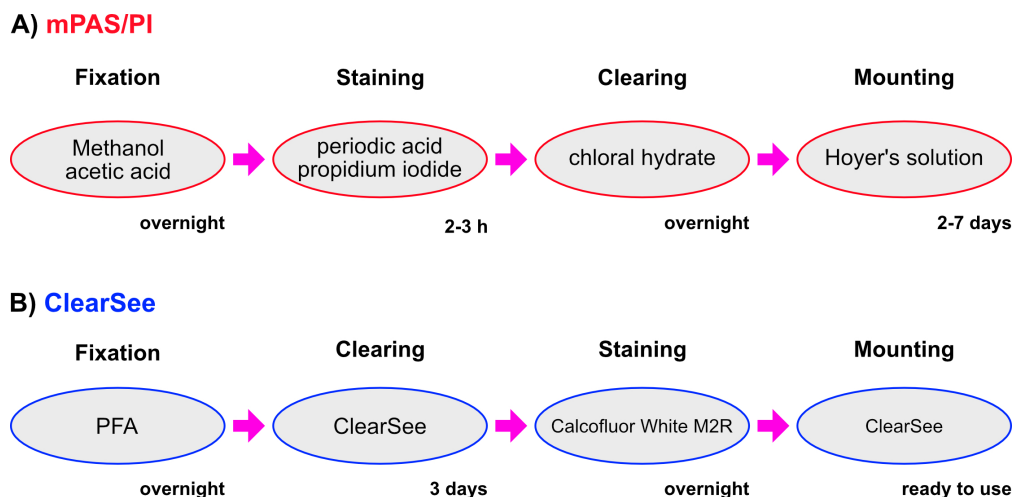 A) mPAS/PI
Fixation Staining Clearing Mounting
Methanol
acetic acid
periodic acid
propidium iodide
chloral hydrate
Hoyer's solution
overnight 2-3 h overnight 2-7 days
B) ClearSee
Fixation Clearing Staining Mounting
PFA ClearSee Calcofluor White M2R ClearSee
overnight 3 days overnight ready to use